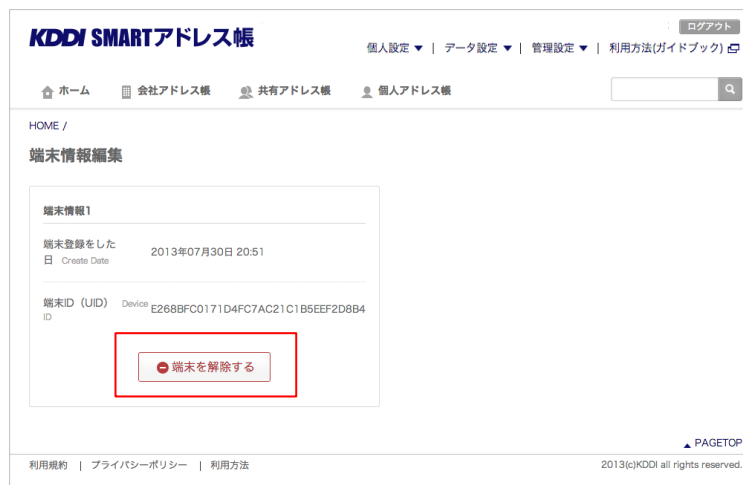 ログアウト
KDDI SMARTアドレス帳
個人設定 ▼ | データ設定 ▼ | 管理設定 ▼ | 利用方法(ガイドブック)
ホーム 会社アドレス帳 共有アドレス帳 個人アドレス帳
HOME /
端末情報編集
端末情報1
端末登録をした
日 Create Date
2013年07月30日 20:51
端末ID（UID） Device
ID
E268BFC0171D4FC7AC21C1B5EEF2D8B4
端末を解除する
PAGETOP
利用規約 | プライバシーポリシー | 利用方法
2013(c)KDDI all rights reserved.